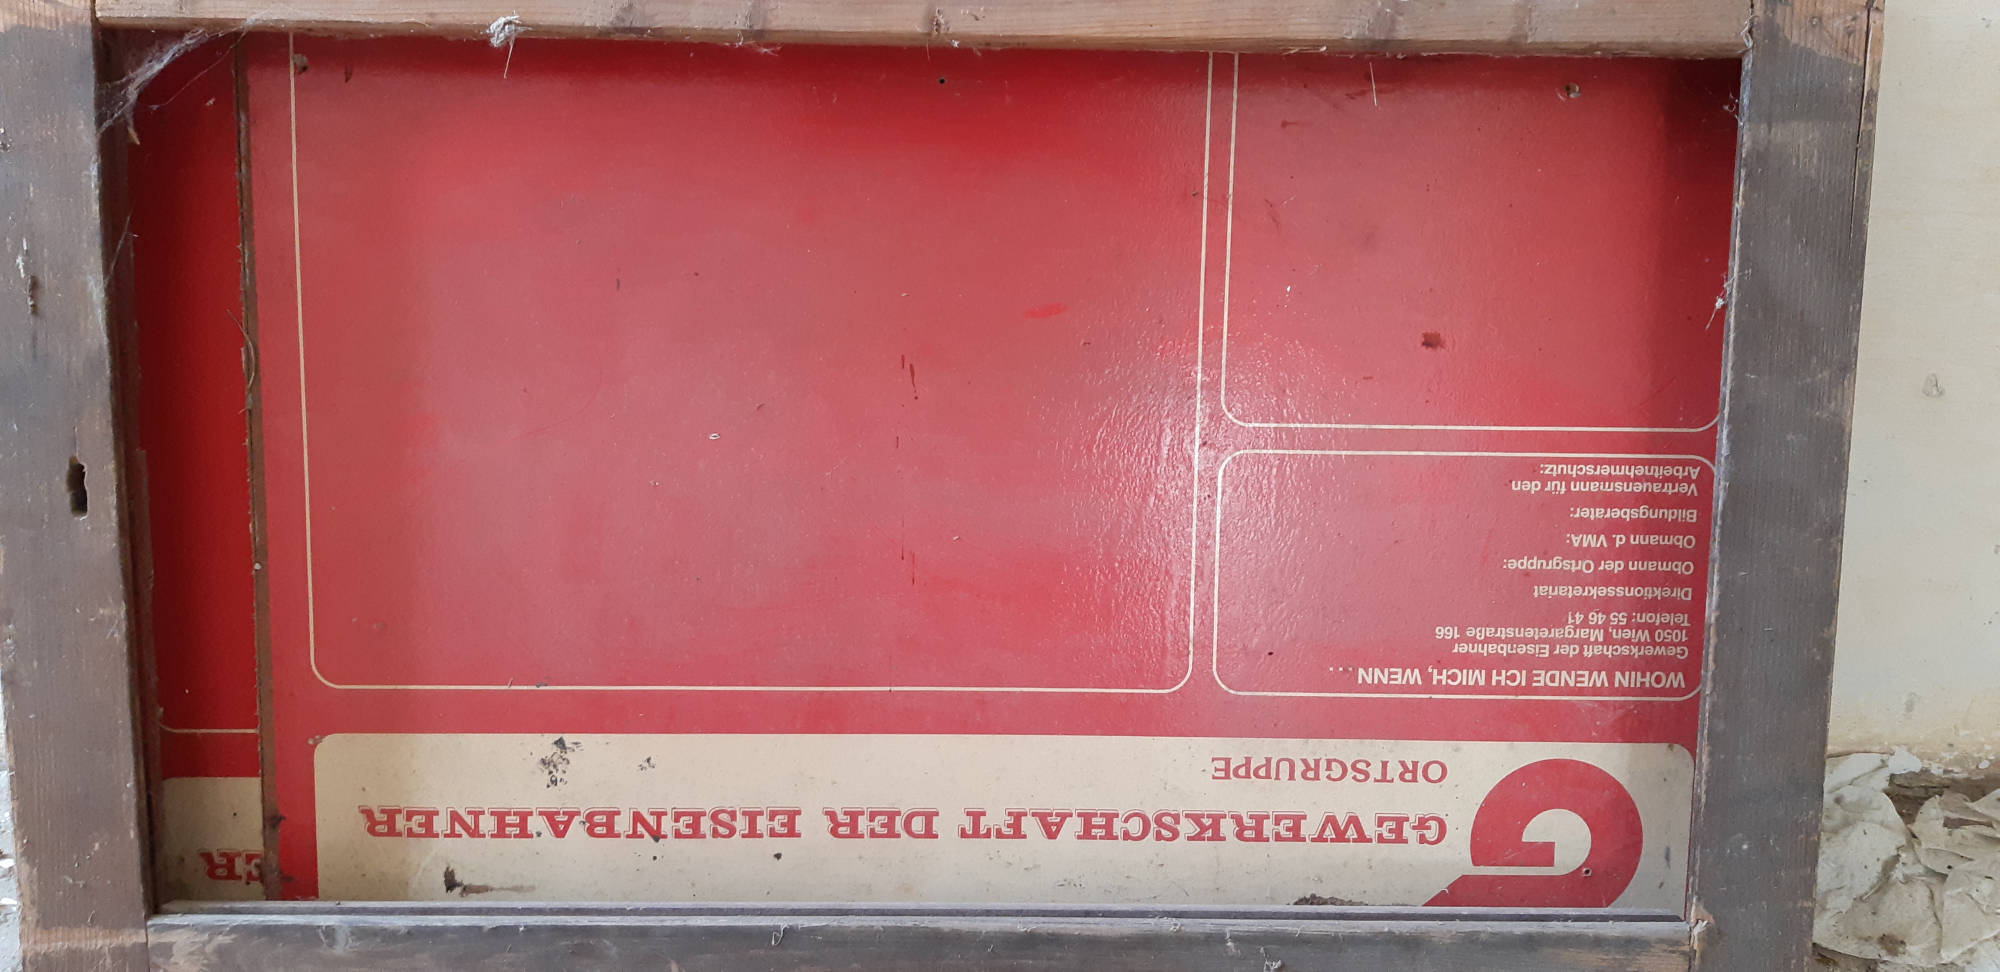 GEWERKSCHAFT DER EISENBAHNER
ORTSGRUPPE
WOHIN WENDE ICH MICH, WENN ...
Gewerkschaft der Eisenbahner
1050 Wien, Margaretenstraße 166
Telefon: 55 46 41
Direktionssekretariat
Obmann der Ortsgruppe:
Obmann d. VMA:
Bildungsberater:
Vertrauensmann für den
Arbeitnehmerschutz:
ER